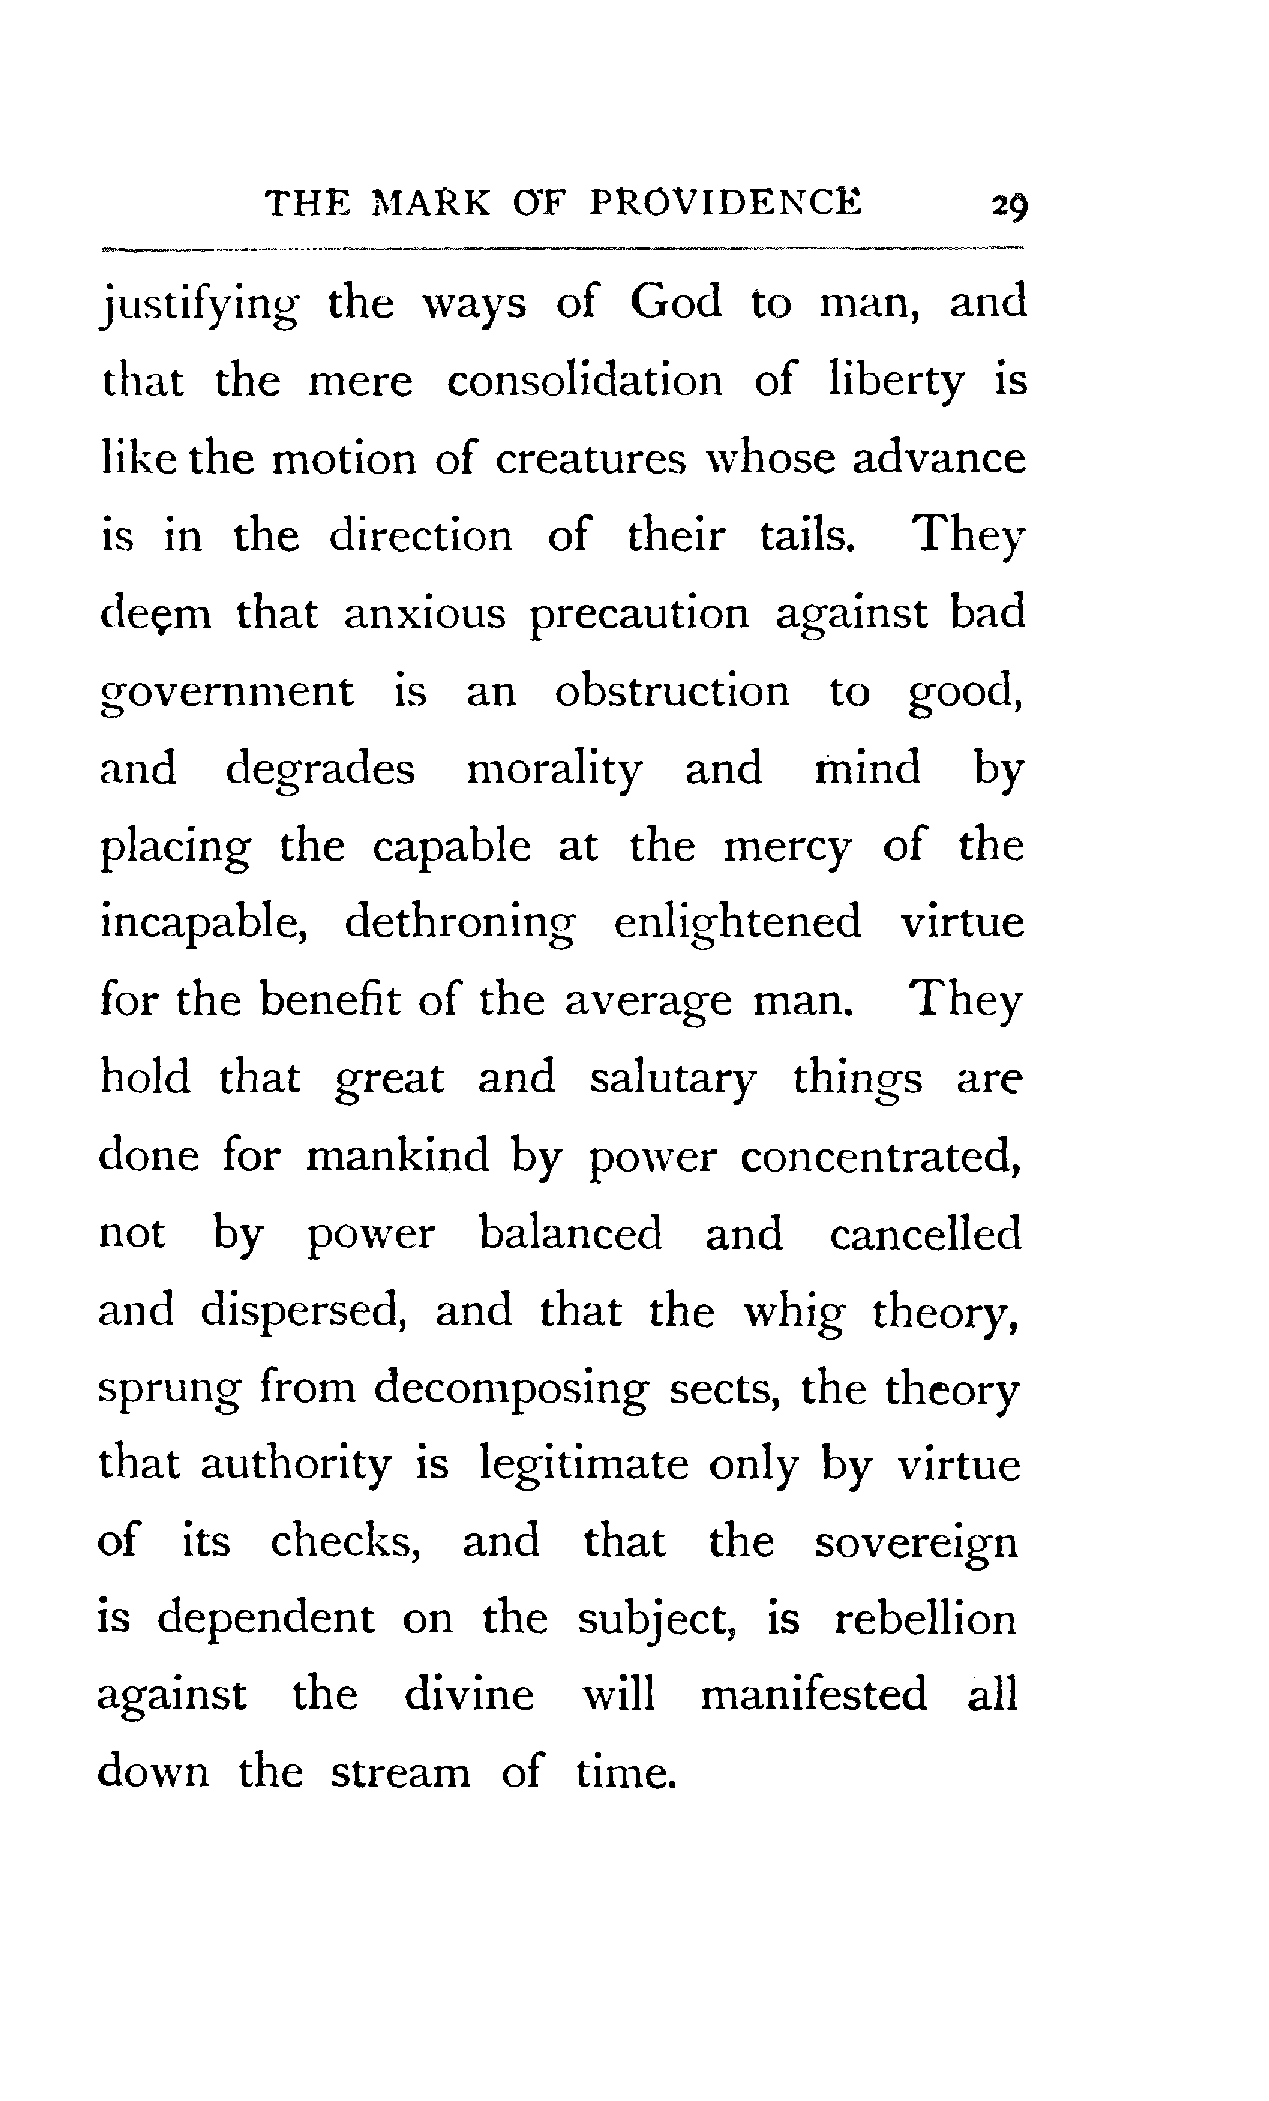 THE MARK OF PROVIDENCE 29
justifying the ways of God to man, and
that the mere consolidation of liberty is
like the motion of creatures whose advance
is in the direction of their tails. They
deem that anxious precaution against bad
government is an obstruction to good,
and degrades morality and mind by
placing the capable at the mercy of the
incapable, dethroning enlightened virtue
for the benefit of the average man. They
hold that great and salutary things are
done for mankind by power concentrated,
not by power balanced and cancelled
and dispersed, and that the whig theory,
sprung from decomposing sects, the theory
that authority is legitimate only by virtue
of its checks, and that the sovereign
is dependent on the subject, is rebellion
against the divine will manifested all
down the stream of time.